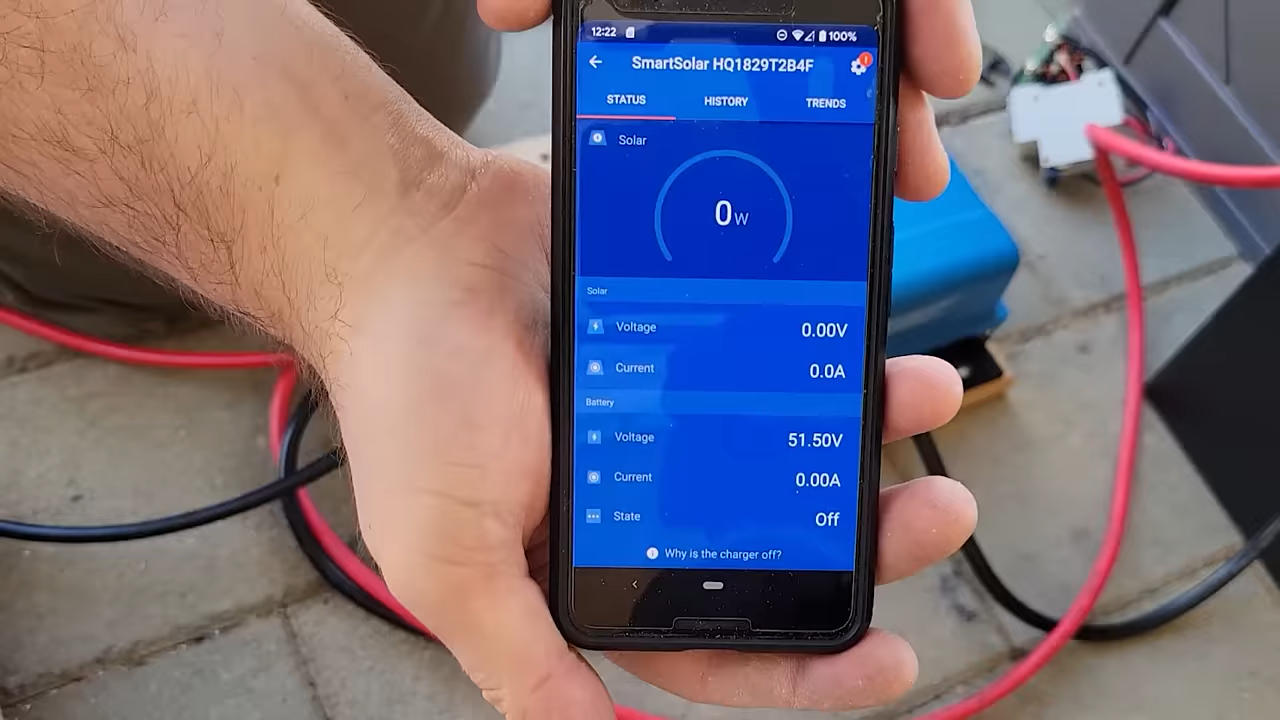 12:22 100%
SmartSolar HQ1829T2B4F
STATUS HISTORY TRENDS
Solar
0W
Solar
Voltage 0.00V
Current 0.0A
Battery
Voltage 51.50V
Current 0.00A
State Off
Why is the charger off?